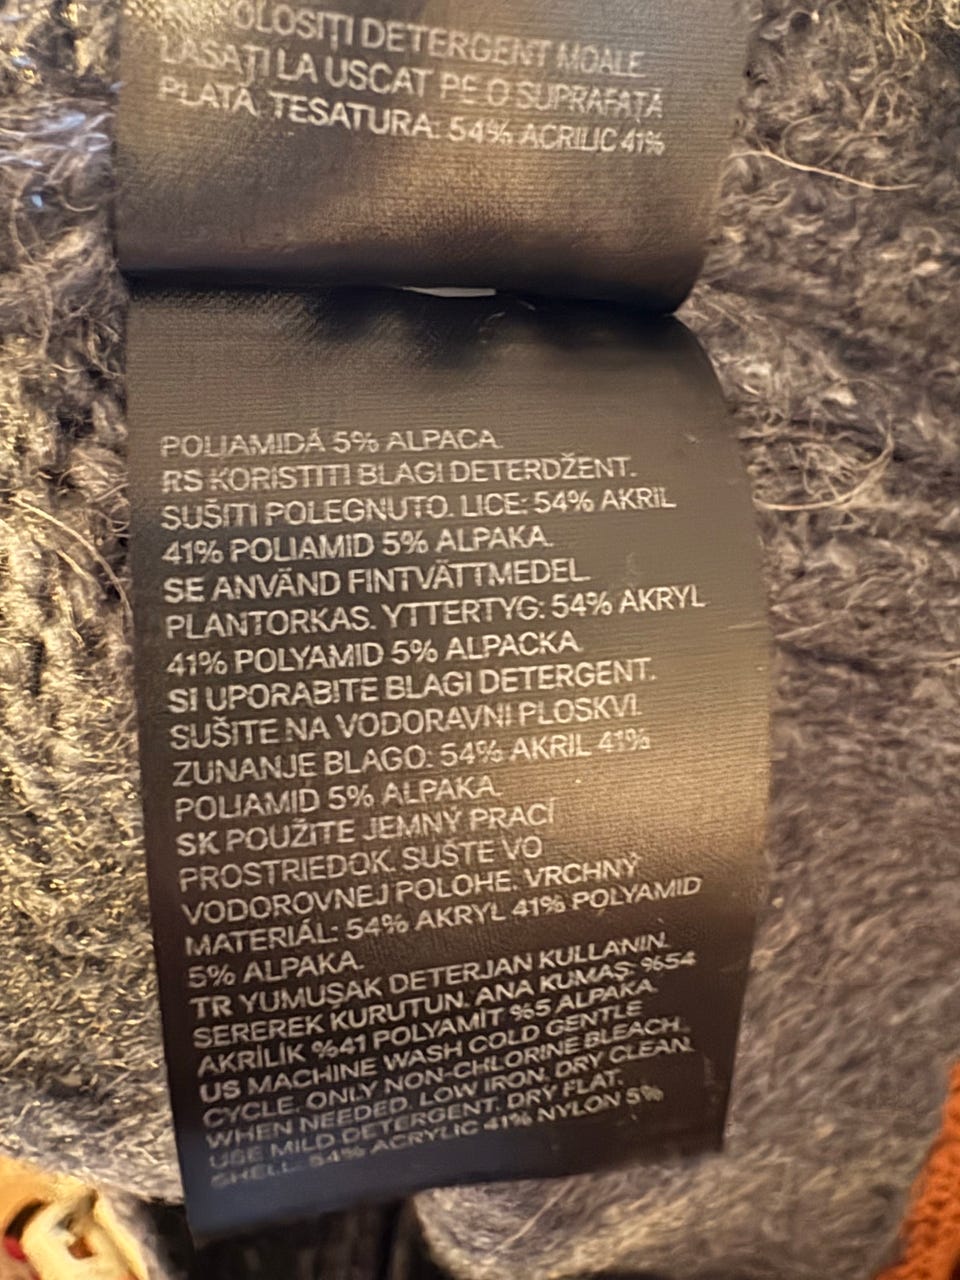 OLOSIȚI DETERGENT MOALE
LĂSAȚI LA USCAT PE O SUPRAFAȚĂ
PLATĂ. TESATURA: 54% ACRILIC 41%
POLIAMIDĂ 5% ALPACA.
RS KORISTITI BLAGI DETERDŽENT.
SUŠITI POLEGNUTO. LICE: 54% AKRIL
41% POLIAMID 5% ALPAKA.
SE ANVÄND FINTVÄTTMEDEL.
PLANTORKAS. YTTERTYG: 54% AKRYL
41% POLYAMID 5% ALPACKA.
SI UPORABITE BLAGI DETERGENT.
SUŠITE NA VODORAVNI PLOSKVI.
ZUNANJE BLAGO: 54% AKRIL 41%
POLIAMID 5% ALPAKA.
SK POUŽITE JEMNÝ PRACÍ
PROSTRIEDOK. SUŠTE VO
VODOROVNEJ POLOHE. VRCHNÝ
MATERIÁL: 54% AKRYL 41% POLYAMID
5% ALPAKA.
TR YUMUŞAK DETERJAN KULLANIN.
SEREREK KURUTUN. ANA KUMAŞ: %54
AKRİLİK %41 POLYAMİT %5 ALPAKA.
US MACHINE WASH COLD GENTLE
CYCLE. ONLY NON-CHLORINE BLEACH
WHEN NEEDED. LOW IRON. DRY CLEAN.
USE MILD DETERGENT. DRY FLAT.
SHELL: 54% ACRYLIC 41% NYLON 5%